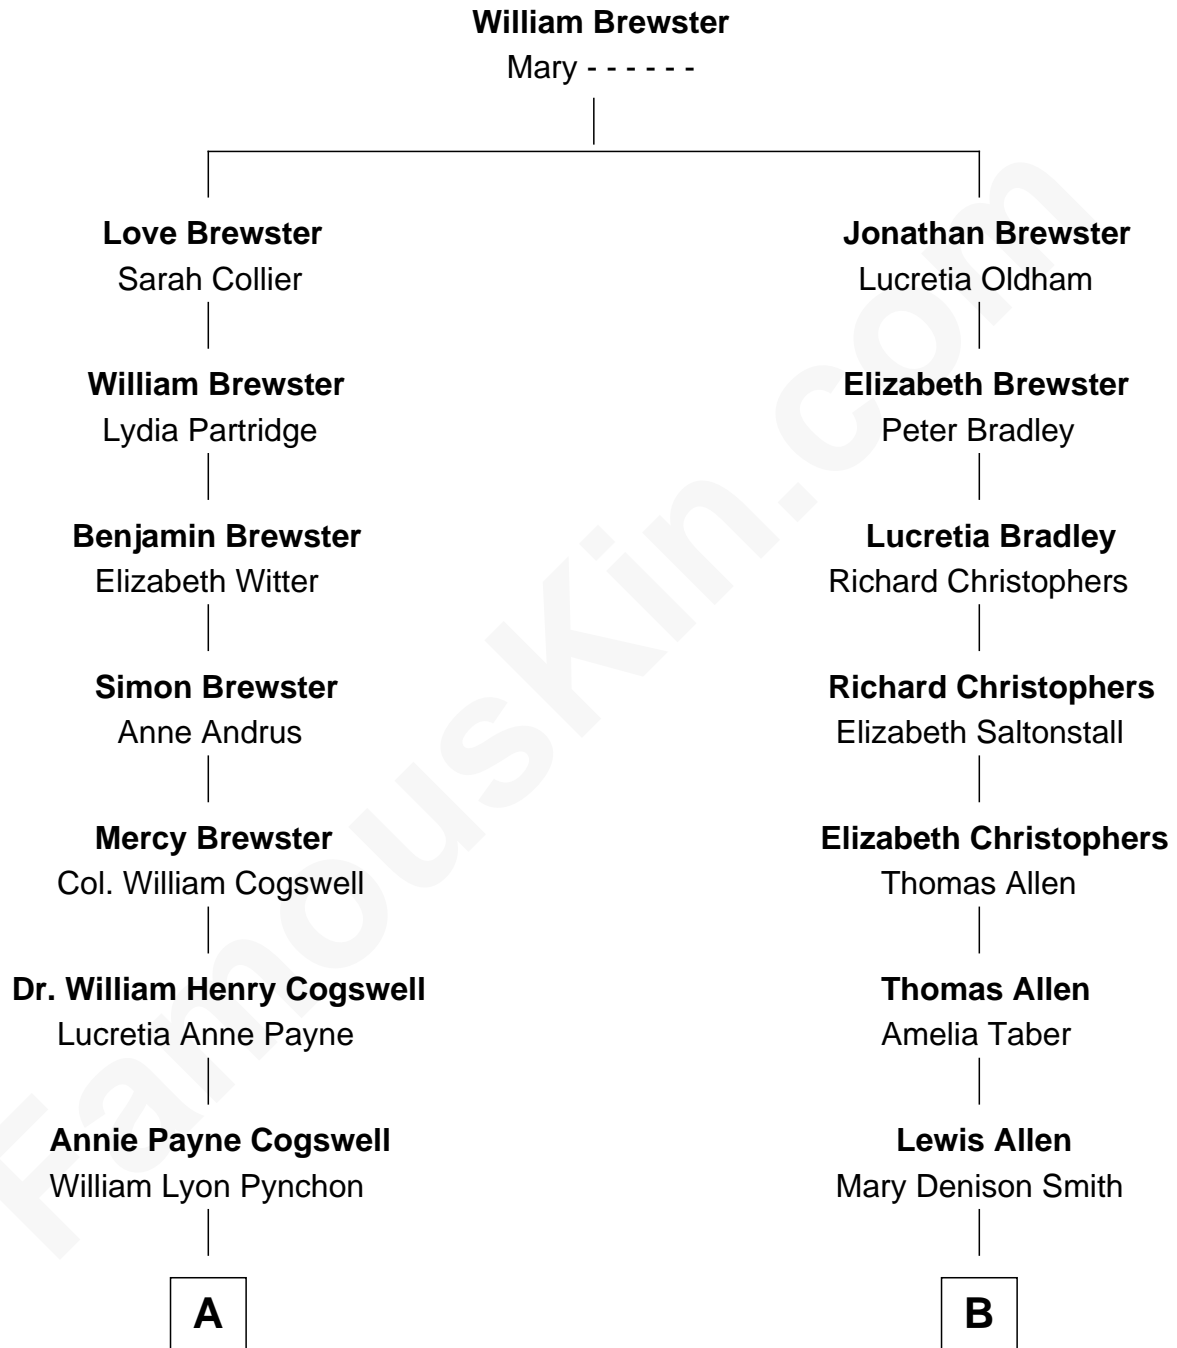 William Brewster
Mary - - - - - -
Love Brewster
Sarah Collier
Jonathan Brewster
Lucretia Oldham
William Brewster
Lydia Partridge
Elizabeth Brewster
Peter Bradley
Benjamin Brewster
Elizabeth Witter
Lucretia Bradley
Richard Christophers
Simon Brewster
Anne Andrus
Richard Christophers
Elizabeth Saltonstall
Mercy Brewster
Col. William Cogswell
Elizabeth Christophers
Thomas Allen
Dr. William Henry Cogswell
Lucretia Anne Payne
Thomas Allen
Amelia Taber
Annie Payne Cogswell
William Lyon Pynchon
Lewis Allen
Mary Denison Smith
A
B
FamousKin.com